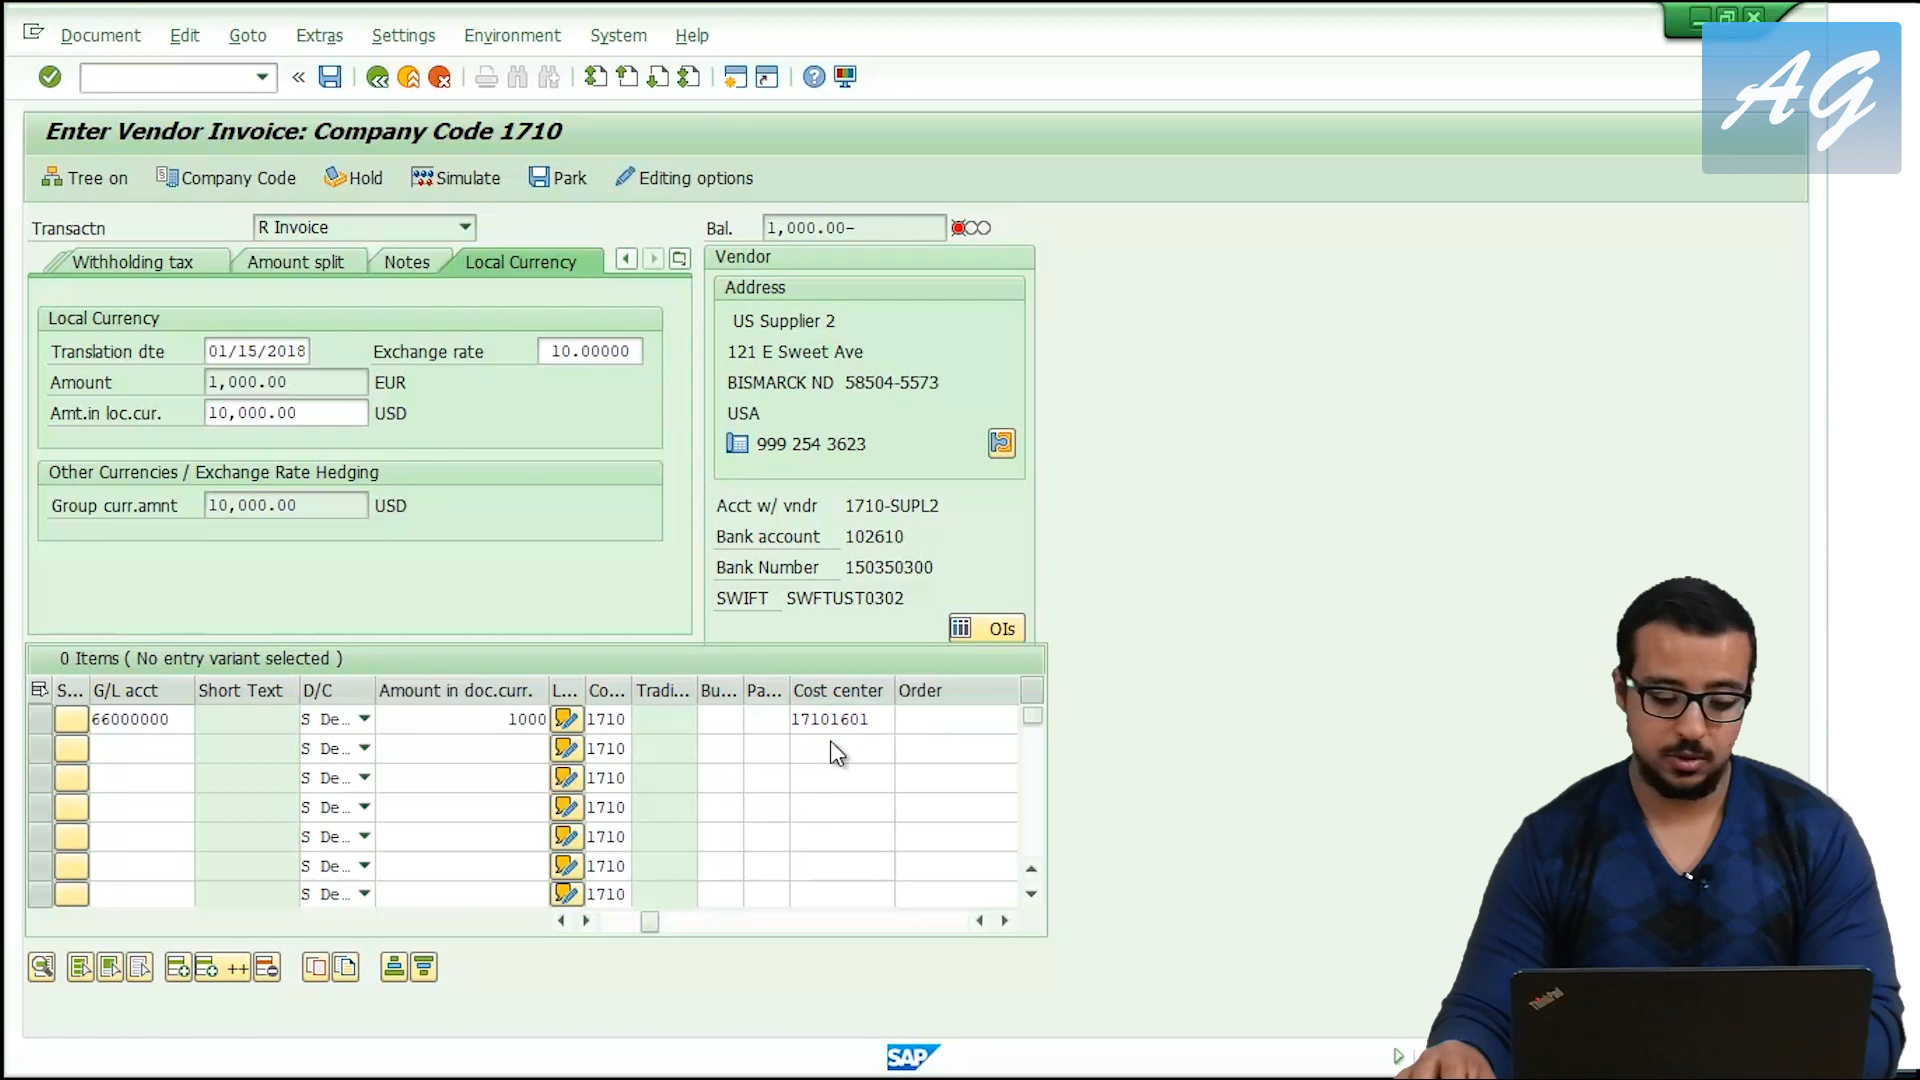 Document Edit Goto Extras Settings Environment System Help
AG
Enter Vendor Invoice: Company Code 1710
Tree on Company Code Hold Simulate Park Editing options
Transactn R Invoice Bal. 1,000.00-
Withholding tax Amount split Notes Local Currency
Local Currency
Translation dte 01/15/2018 Exchange rate 10.00000
Amount 1,000.00 EUR
Amt.in loc.cur. 10,000.00 USD
Other Currencies / Exchange Rate Hedging
Group curr.amnt 10,000.00 USD
Vendor
Address
US Supplier 2
121 E Sweet Ave
BISMARCK ND 58504-5573
USA
999 254 3623
Acct w/ vndr 1710-SUPL2
Bank account 102610
Bank Number 150350300
SWIFT SWFTUST0302
OIs
0 Items ( No entry variant selected )
S... G/L acct Short Text D/C Amount in doc.curr. L... Co... Tradi... Bu... Pa... Cost center Order
66000000 S De... 1000 1710 17101601
S De... 1710
S De... 1710
S De... 1710
S De... 1710
S De... 1710
S De... 1710
++
SAP
ThinkPad